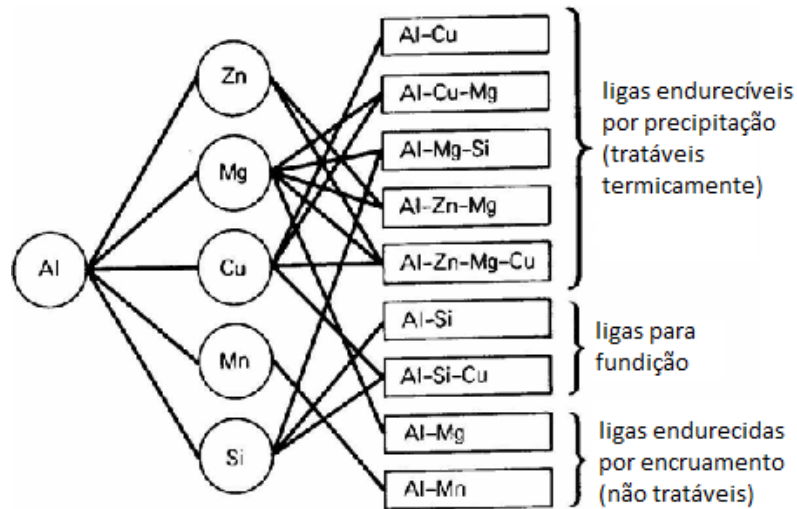 Al
Zn
Mg
Cu
Mn
Si
Al-Cu
Al-Cu-Mg
Al-Mg-Si
Al-Zn-Mg
Al-Zn-Mg-Cu
Al-Si
Al-Si-Cu
Al-Mg
Al-Mn
ligas endurecíveis
por precipitação
(tratáveis
termicamente)
ligas para
fundição
ligas endurecidas
por encruamento
(não tratáveis)